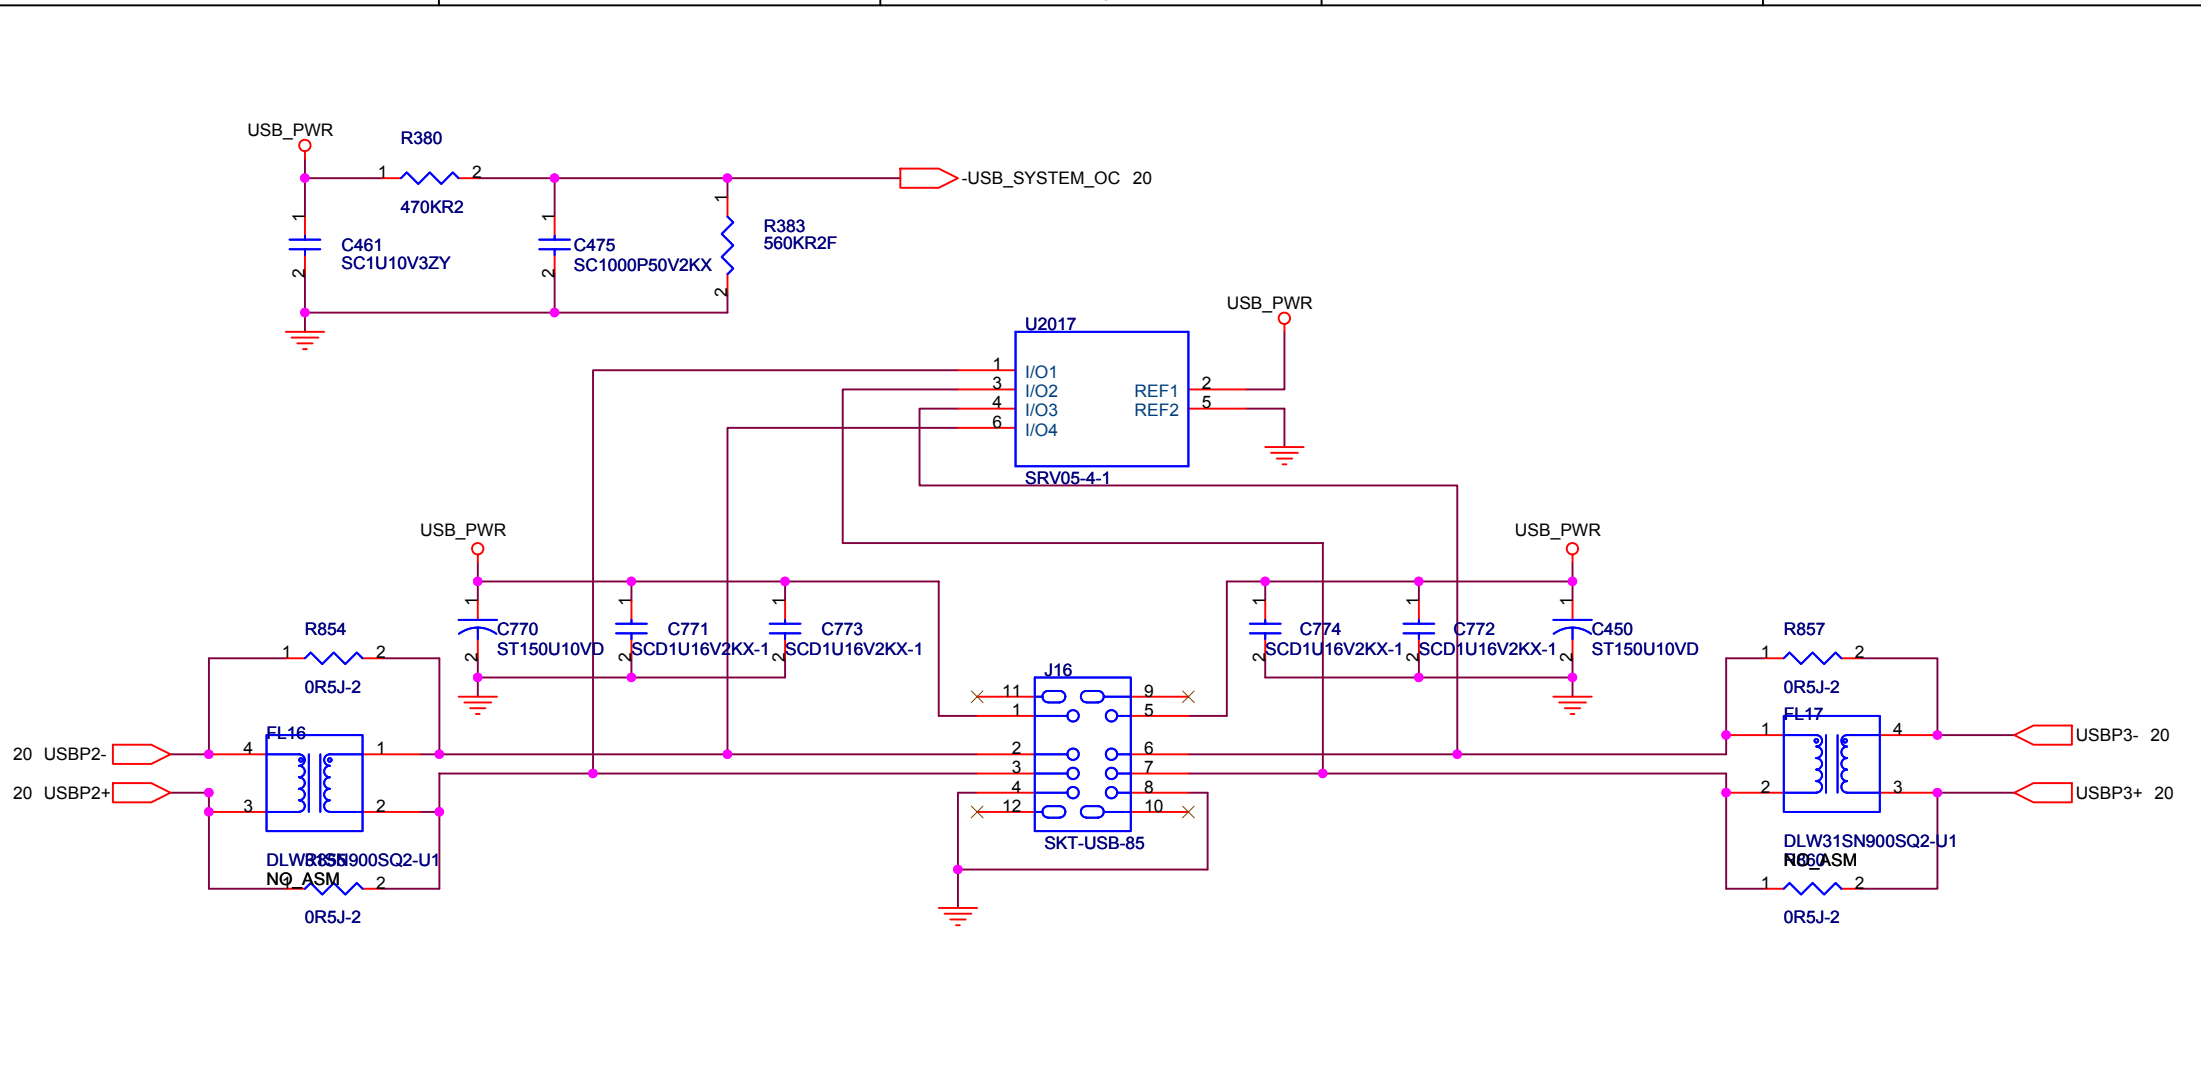 USB_PWR
R380
1 2
470KR2
-USB_SYSTEM_OC 20
1
C461
SC1U10V3ZY
2
1
C475
SC1000P50V2KX
2
1
R383
560KR2F
2
USB_PWR
U2017
1 I/O1
3 I/O2
4 I/O3
6 I/O4
REF1 2
REF2 5
SRV05-4-1
USB_PWR
USB_PWR
1
C770
ST150U10VD
2
1
C771
SCD1U16V2KX-1
2
1
C773
SCD1U16V2KX-1
2
1
C774
SCD1U16V2KX-1
2
1
C772
SCD1U16V2KX-1
2
1
C450
ST150U10VD
2
R854
1 2
0R5J-2
FL16
20 USBP2-
4 1
20 USBP2+
3 2
DLW31SN900SQ2-U1
NO_ASM
1 2
0R5J-2
J16
11 9
1 5
2 6
3 7
4 8
12 10
SKT-USB-85
R857
1 2
0R5J-2
FL17
1 4
USBP3- 20
2 3
USBP3+ 20
DLW31SN900SQ2-U1
NO_ASM
1 2
0R5J-2